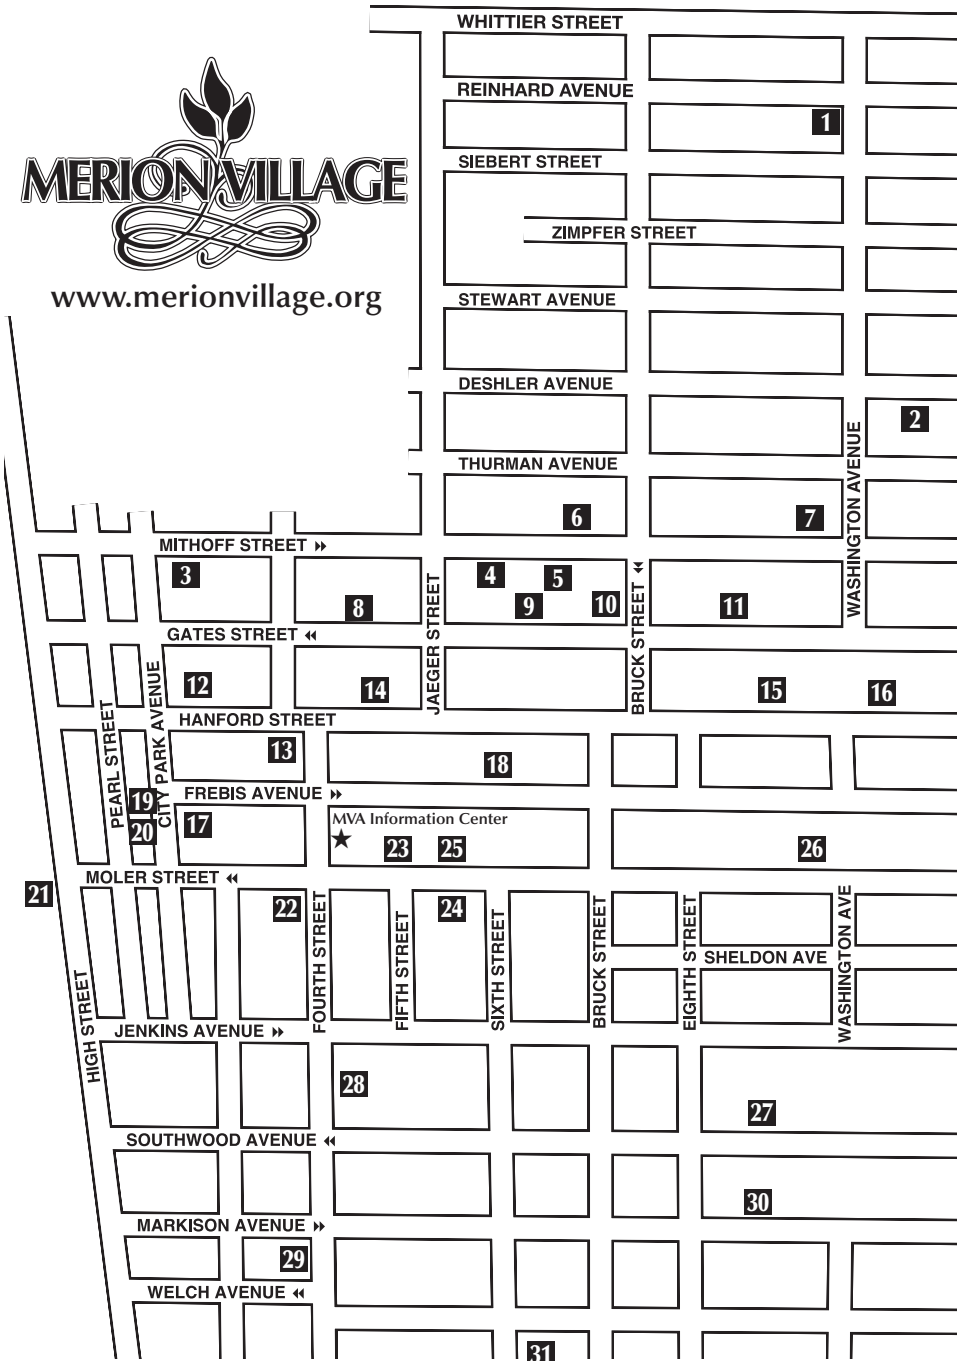 WHITTIER STREET
REINHARD AVENUE
1
MERION VILLAGE
SIEBERT STREET
ZIMPFER STREET
www.merionvillage.org
STEWART AVENUE
DESHLER AVENUE
2
WASHINGTON AVENUE
THURMAN AVENUE
6
7
MITHOFF STREET
3
4
5
8
9
10
11
JAEGER STREET
BRUCK STREET
GATES STREET
12
14
15
16
PEARL STREET
CITY PARK AVENUE
HANFORD STREET
13
18
FREBIS AVENUE
19
20
17
MVA Information Center
23
25
26
MOLER STREET
21
22
24
FOURTH STREET
FIFTH STREET
SIXTH STREET
BRUCK STREET
EIGHTH STREET
SHELDON AVE
WASHINGTON AVE
HIGH STREET
JENKINS AVENUE
28
27
SOUTHWOOD AVENUE
30
MARKISON AVENUE
29
WELCH AVENUE
31